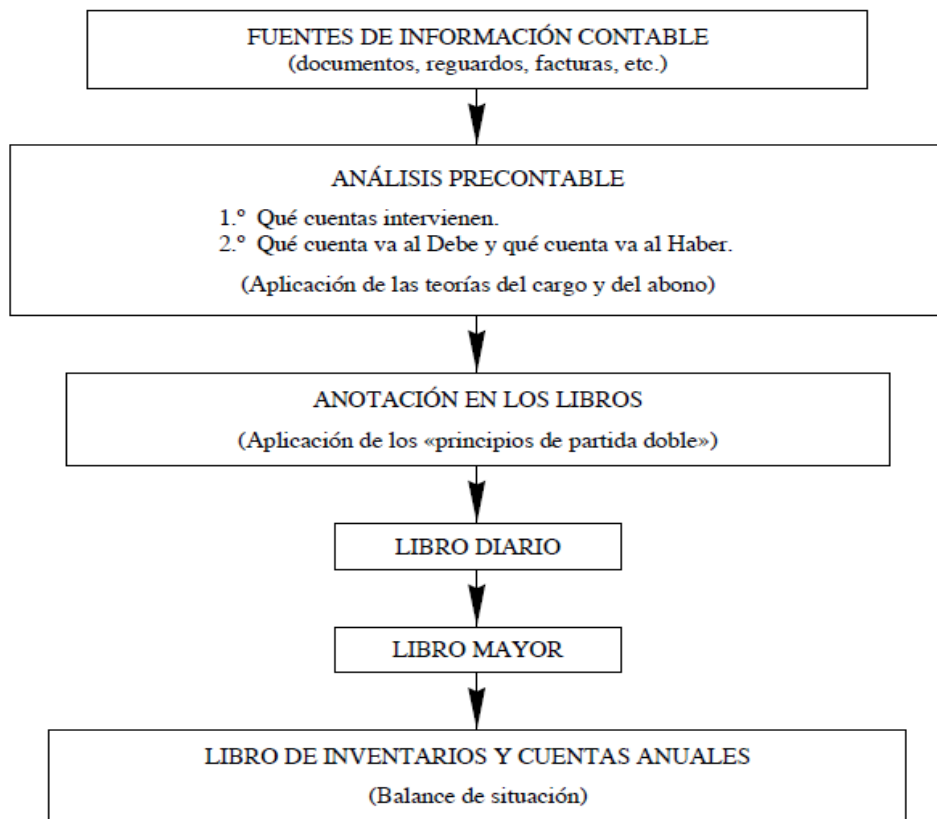 FUENTES DE INFORMACIÓN CONTABLE
(documentos, reguardos, facturas, etc.)
ANÁLISIS PRECONTABLE
1.º Qué cuentas intervienen.
2.º Qué cuenta va al Debe y qué cuenta va al Haber.
(Aplicación de las teorías del cargo y del abono)
ANOTACIÓN EN LOS LIBROS
(Aplicación de los «principios de partida doble»)
LIBRO DIARIO
LIBRO MAYOR
LIBRO DE INVENTARIOS Y CUENTAS ANUALES
(Balance de situación)